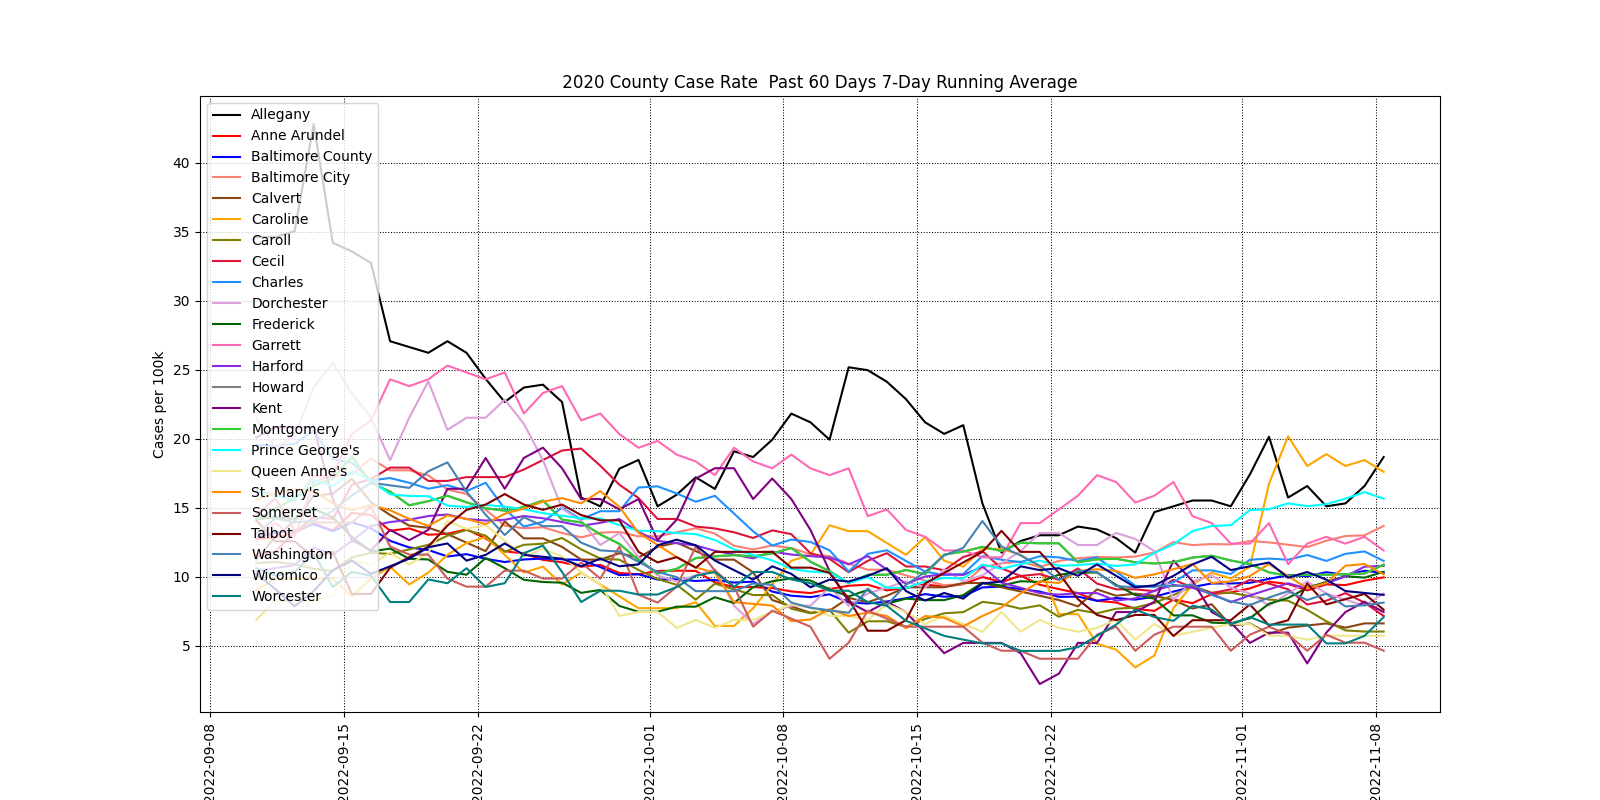 2020 County Case Rate  Past 60 Days 7-Day Running Average
Cases per 100k
40
35
30
25
20
15
10
5
Allegany
Anne Arundel
Baltimore County
Baltimore City
Calvert
Caroline
Caroll
Cecil
Charles
Dorchester
Frederick
Garrett
Harford
Howard
Kent
Montgomery
Prince George's
Queen Anne's
St. Mary's
Somerset
Talbot
Washington
Wicomico
Worcester
2022-09-08
2022-09-15
2022-09-22
2022-10-01
2022-10-08
2022-10-15
2022-10-22
2022-11-01
2022-11-08